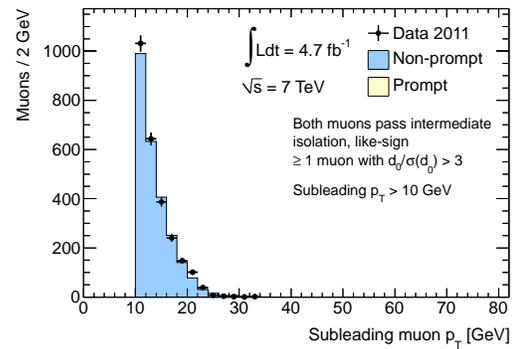 Muons / 2 GeV
1000
800
600
400
200
0
∫Ldt = 4.7 fb⁻¹
√s = 7 TeV
Data 2011
Non-prompt
Prompt
Both muons pass intermediate
isolation, like-sign
≥ 1 muon with d₀/σ(d₀) > 3
Subleading p_T > 10 GeV
0 10 20 30 40 50 60 70 80
Subleading muon p_T [GeV]